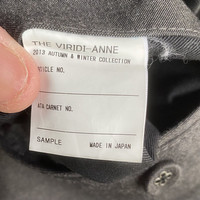 THE VIRIDI-ANNE
2013 AUTUMN & WINTER COLLECTION
ARTICLE NO.
ATA CARNET NO.
SAMPLE
MADE IN JAPAN